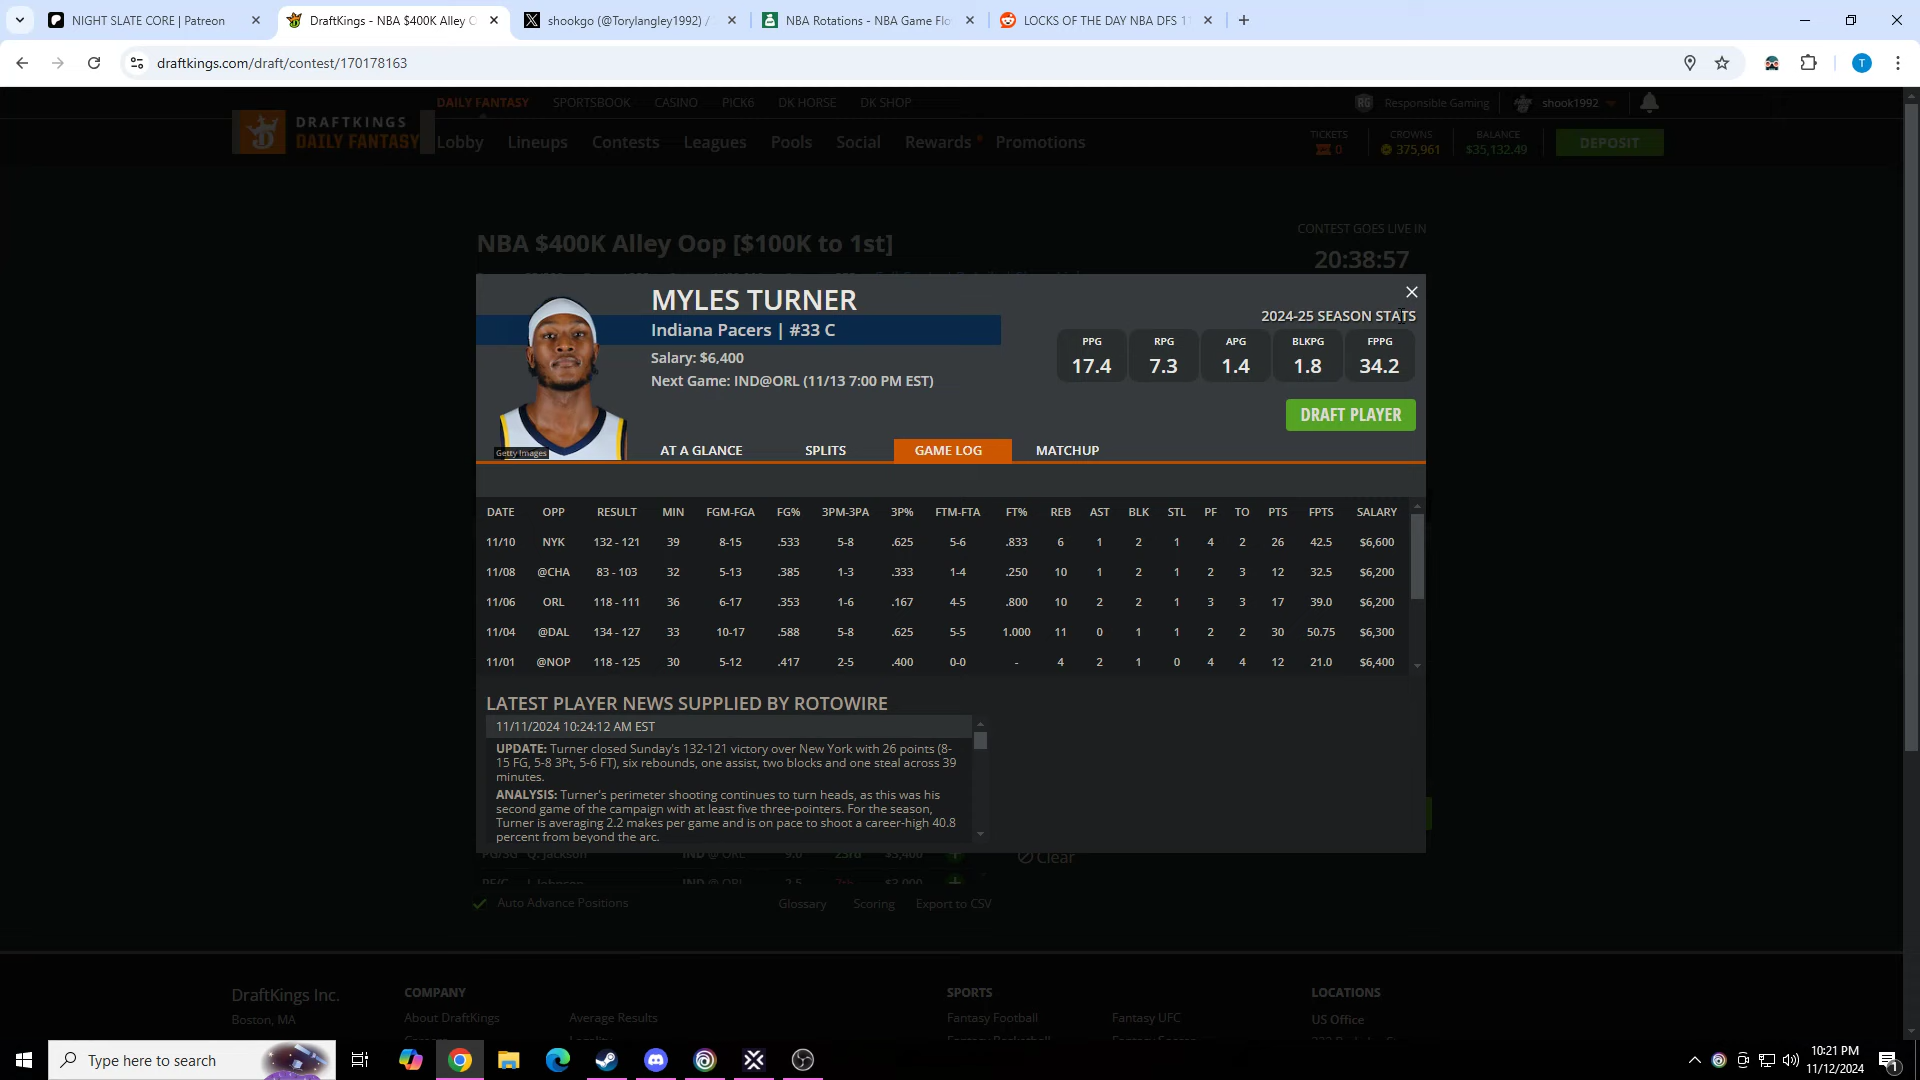 NIGHT SLATE CORE | Patreon
DraftKings - NBA $400K Alley O
shookgo (@Torylangley1992) /
NBA Rotations - NBA Game Flo
LOCKS OF THE DAY NBA DFS 1
draftkings.com/draft/contest/170178163
T
DAILY FANTASY SPORTSBOOK CASINO PICK6 DK HORSE DK SHOP
RG Responsible Gaming shook1992
DRAFTKINGS
DAILY FANTASY
Lobby Lineups Contests Leagues Pools Social Rewards Promotions
TICKETS CROWNS BALANCE
0 375,961 $35,132.49
DEPOSIT
NBA $400K Alley Oop [$100K to 1st]
CONTEST GOES LIVE IN
20:38:57
MYLES TURNER
Indiana Pacers | #33 C
Salary: $6,400
Next Game: IND@ORL (11/13 7:00 PM EST)
Getty Images
2024-25 SEASON STATS
PPG RPG APG BLKPG FPPG
17.4 7.3 1.4 1.8 34.2
DRAFT PLAYER
AT A GLANCE SPLITS GAME LOG MATCHUP
DATE OPP RESULT MIN FGM-FGA FG% 3PM-3PA 3P% FTM-FTA FT% REB AST BLK STL PF TO PTS FPTS SALARY
11/10 NYK 132 - 121 39 8-15 .533 5-8 .625 5-6 .833 6 1 2 1 4 2 26 42.5 $6,600
11/08 @CHA 83 - 103 32 5-13 .385 1-3 .333 1-4 .250 10 1 2 1 2 3 12 32.5 $6,200
11/06 ORL 118 - 111 36 6-17 .353 1-6 .167 4-5 .800 10 2 2 1 3 3 17 39.0 $6,200
11/04 @DAL 134 - 127 33 10-17 .588 5-8 .625 5-5 1.000 11 0 1 1 2 2 30 50.75 $6,300
11/01 @NOP 118 - 125 30 5-12 .417 2-5 .400 0-0 - 4 2 1 0 4 4 12 21.0 $6,400
LATEST PLAYER NEWS SUPPLIED BY ROTOWIRE
11/11/2024 10:24:12 AM EST
UPDATE: Turner closed Sunday's 132-121 victory over New York with 26 points (8-
15 FG, 5-8 3Pt, 5-6 FT), six rebounds, one assist, two blocks and one steal across 39
minutes.
ANALYSIS: Turner's perimeter shooting continues to turn heads, as this was his
second game of the campaign with at least five three-pointers. For the season,
Turner is averaging 2.2 makes per game and is on pace to shoot a career-high 40.8
percent from beyond the arc.
PG/SG Q. Jackson IND @ ORL 9.0 23rd $3,400
Clear
PF/C J. Johnson IND @ ORL 2.5 $3,000
Auto Advance Positions Glossary Scoring Export to CSV
DraftKings Inc.
Boston, MA
COMPANY
About DraftKings Average Results
SPORTS
Fantasy Football Fantasy UFC
LOCATIONS
US Office
Type here to search
10:21 PM
11/12/2024
1